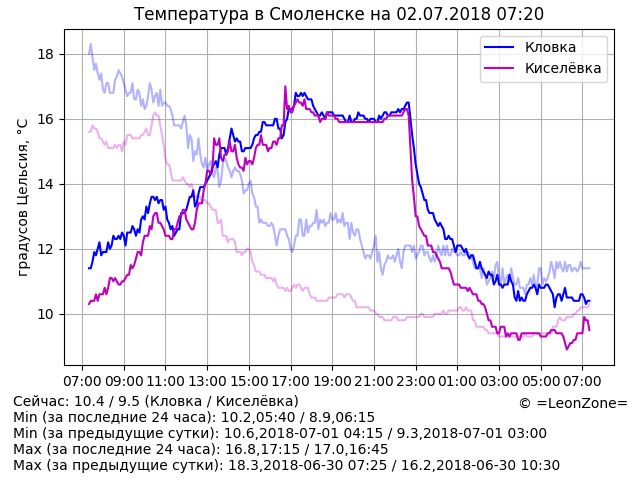 Температура в Смоленске на 02.07.2018 07:20
Кловка
Киселёвка
градусов Цельсия, °C
18
16
14
12
10
07:00 09:00 11:00 13:00 15:00 17:00 19:00 21:00 23:00 01:00 03:00 05:00 07:00
Сейчас: 10.4 / 9.5 (Кловка / Киселёвка)
© =LeonZone=
Min (за последние 24 часа): 10.2,05:40 / 8.9,06:15
Min (за предыдущие сутки): 10.6,2018-07-01 04:15 / 9.3,2018-07-01 03:00
Max (за последние 24 часа): 16.8,17:15 / 17.0,16:45
Max (за предыдущие сутки): 18.3,2018-06-30 07:25 / 16.2,2018-06-30 10:30